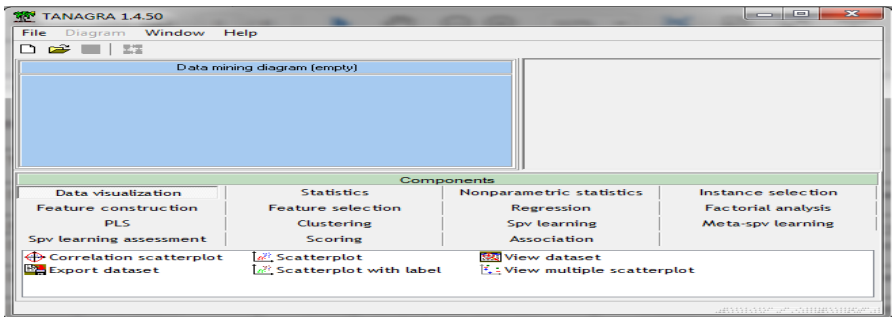 TANAGRA 1.4.50
File Diagram Window Help
Data mining diagram (empty)
Components
Data visualization Statistics Nonparametric statistics Instance selection
Feature construction Feature selection Regression Factorial analysis
PLS Clustering Spv learning Meta-spv learning
Spv learning assessment Scoring Association
Correlation scatterplot Scatterplot View dataset
Export dataset Scatterplot with label View multiple scatterplot